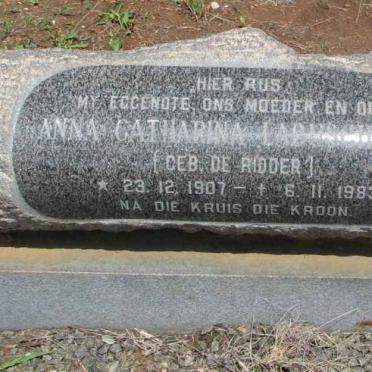 HIER RUS
MY EGGENOTE, ONS MOEDER EN
ANNA CATHARINA
[GEB. DE RIDDER]
★ 23.12.1907 - ✝ 6.11.1983
NA DIE KRUIS DIE KROON.